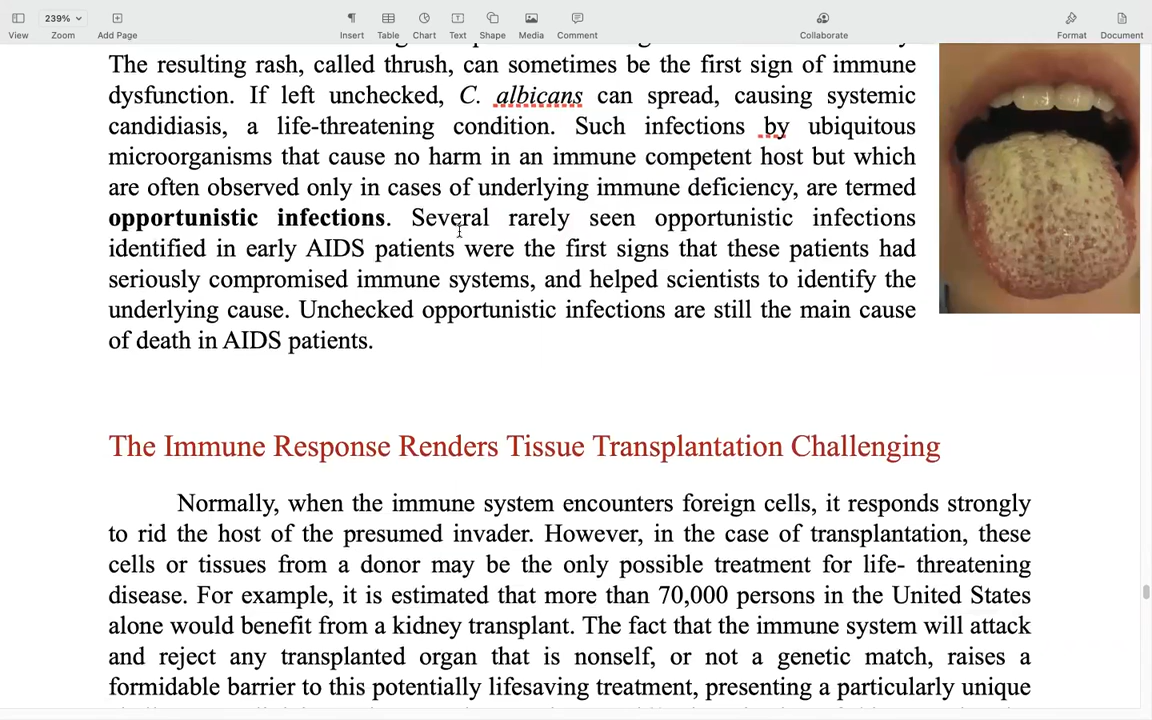 239%
View
Zoom
Add Page
Insert
Table
Chart
Text
Shape
Media
Comment
Collaborate
Format
Document
The resulting rash, called thrush, can sometimes be the first sign of immune
dysfunction. If left unchecked, C. albicans can spread, causing systemic
candidiasis, a life-threatening condition. Such infections by ubiquitous
microorganisms that cause no harm in an immune competent host but which
are often observed only in cases of underlying immune deficiency, are termed
opportunistic infections. Several rarely seen opportunistic infections
identified in early AIDS patients were the first signs that these patients had
seriously compromised immune systems, and helped scientists to identify the
underlying cause. Unchecked opportunistic infections are still the main cause
of death in AIDS patients.
The Immune Response Renders Tissue Transplantation Challenging
Normally, when the immune system encounters foreign cells, it responds strongly
to rid the host of the presumed invader. However, in the case of transplantation, these
cells or tissues from a donor may be the only possible treatment for life- threatening
disease. For example, it is estimated that more than 70,000 persons in the United States
alone would benefit from a kidney transplant. The fact that the immune system will attack
and reject any transplanted organ that is nonself, or not a genetic match, raises a
formidable barrier to this potentially lifesaving treatment, presenting a particularly unique